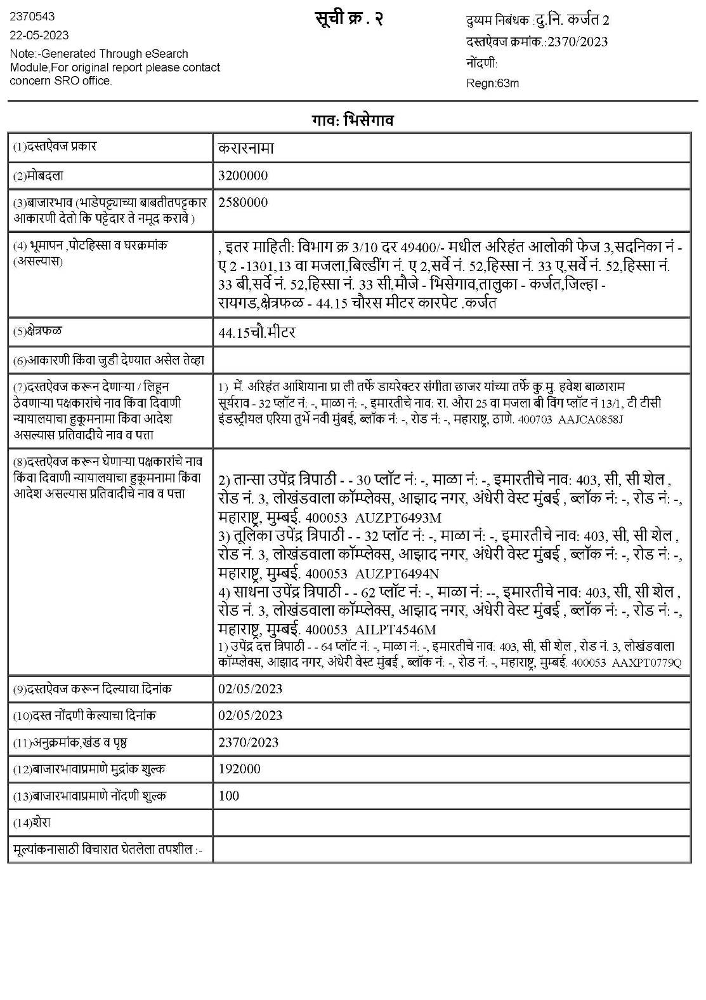 2370543
22-05-2023
Note:-Generated Through eSearch
Module,For original report please contact
concern SRO office.
सूची क्र . २
दुय्यम निबंधक :दु.नि. कर्जत 2
दस्तऐवज क्रमांक.:2370/2023
नोंदणी:
Regn:63m
गाव: भिसेगाव
(1)दस्तऐवज प्रकार
करारनामा
(2)मोबदला
3200000
(3)बाजारभाव (भाडेपट्ट्याच्या बाबतीतपट्टकार
आकारणी देतो कि पट्टेदार ते नमूद करावे )
2580000
(4) भूमापन ,पोटहिस्सा व घरक्रमांक
(असल्यास)
, इतर माहिती: विभाग क्र 3/10 दर 49400/- मधील अरिहंत आलोकी फेज 3,सदनिका नं -
ए 2 -1301,13 वा मजला,बिल्डींग नं. ए 2,सर्वे नं. 52,हिस्सा नं. 33 ए,सर्वे नं. 52,हिस्सा नं.
33 बी,सर्वे नं. 52,हिस्सा नं. 33 सी,मौजे - भिसेगाव,तालुका - कर्जत,जिल्हा -
रायगड,क्षेत्रफळ - 44.15 चौरस मीटर कारपेट .कर्जत
(5)क्षेत्रफळ
44.15चौ.मीटर
(6)आकारणी किंवा जुडी देण्यात असेल तेव्हा
(7)दस्तऐवज करून देणाऱ्या / लिहून
ठेवणाऱ्या पक्षकारांचे नाव किंवा दिवाणी
न्यायालयाचा हुकूमनामा किंवा आदेश
असल्यास प्रतिवादीचे नाव व पत्ता
1) में. अरिहंत आशियाना प्रा ली तर्फे डायरेक्टर संगीता छाजर यांच्या तर्फे कु.मु. हवेश बाळाराम
सूर्यराव - 32 प्लॉट नं: -, माळा नं: -, इमारतीचे नाव: रा. औरा 25 वा मजला बी विंग प्लॉट नं 13/1, टी टीसी
इंडस्ट्रीयल एरिया तुर्भे नवी मुंबई, ब्लॉक नं: -, रोड नं: -, महाराष्ट्र, ठाणे. 400703 AAJCA0858J
(8)दस्तऐवज करून घेणाऱ्या पक्षकारांचे नाव
किंवा दिवाणी न्यायालयाचा हुकूमनामा किंवा
आदेश असल्यास प्रतिवादीचे नाव व पत्ता
2) तान्सा उपेंद्र त्रिपाठी - - 30 प्लॉट नं: -, माळा नं: -, इमारतीचे नाव: 403, सी, सी शेल ,
रोड नं. 3, लोखंडवाला कॉम्प्लेक्स, आझाद नगर, अंधेरी वेस्ट मुंबई , ब्लॉक नं: -, रोड नं: -,
महाराष्ट्र, मुम्बई. 400053 AUZPT6493M
3) तूलिका उपेंद्र त्रिपाठी - - 32 प्लॉट नं: -, माळा नं: -, इमारतीचे नाव: 403, सी, सी शेल ,
रोड नं. 3, लोखंडवाला कॉम्प्लेक्स, आझाद नगर, अंधेरी वेस्ट मुंबई , ब्लॉक नं: -, रोड नं: -,
महाराष्ट्र, मुम्बई. 400053 AUZPT6494N
4) साधना उपेंद्र त्रिपाठी - - 62 प्लॉट नं: -, माळा नं: --, इमारतीचे नाव: 403, सी, सी शेल ,
रोड नं. 3, लोखंडवाला कॉम्प्लेक्स, आझाद नगर, अंधेरी वेस्ट मुंबई , ब्लॉक नं: -, रोड नं: -,
महाराष्ट्र, मुम्बई. 400053 AILPT4546M
1) उपेंद्र दत्त त्रिपाठी - - 64 प्लॉट नं: -, माळा नं: -, इमारतीचे नाव: 403, सी, सी शेल , रोड नं. 3, लोखंडवाला
कॉम्प्लेक्स, आझाद नगर, अंधेरी वेस्ट मुंबई , ब्लॉक नं: -, रोड नं: -, महाराष्ट्र, मुम्बई. 400053 AAXPT0779Q
(9)दस्तऐवज करून दिल्याचा दिनांक
02/05/2023
(10)दस्त नोंदणी केल्याचा दिनांक
02/05/2023
(11)अनुक्रमांक,खंड व पृष्ठ
2370/2023
(12)बाजारभावाप्रमाणे मुद्रांक शुल्क
192000
(13)बाजारभावाप्रमाणे नोंदणी शुल्क
100
(14)शेरा
मूल्यांकनासाठी विचारात घेतलेला तपशील :-